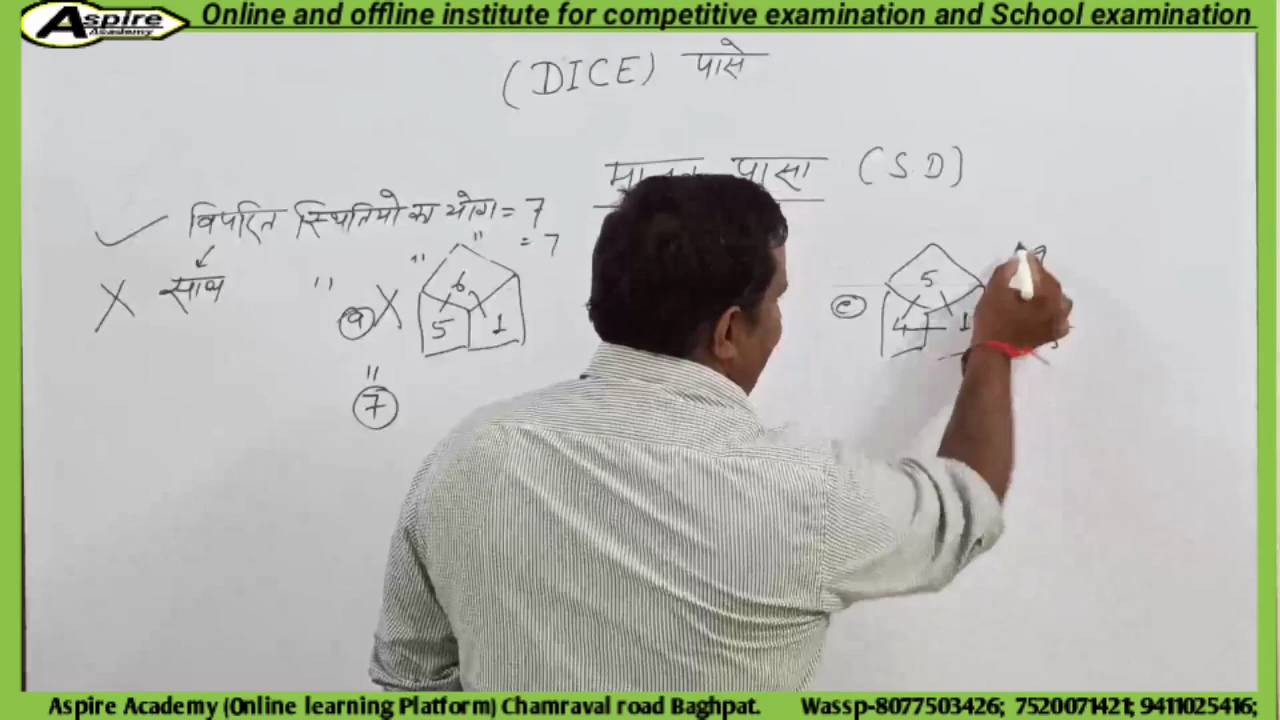 Aspire Academy
Online and offline institute for competitive examination and School examination
(DICE) पासे
पासा (S.D)
विपरित स्थितियो का योग = 7
" " = 7
साथ "
a 6 5 1
e 5 4 1
"
7
Aspire Academy (Online learning Platform) Chamraval road Baghpat. Wassp-8077503426; 7520071421; 9411025416;